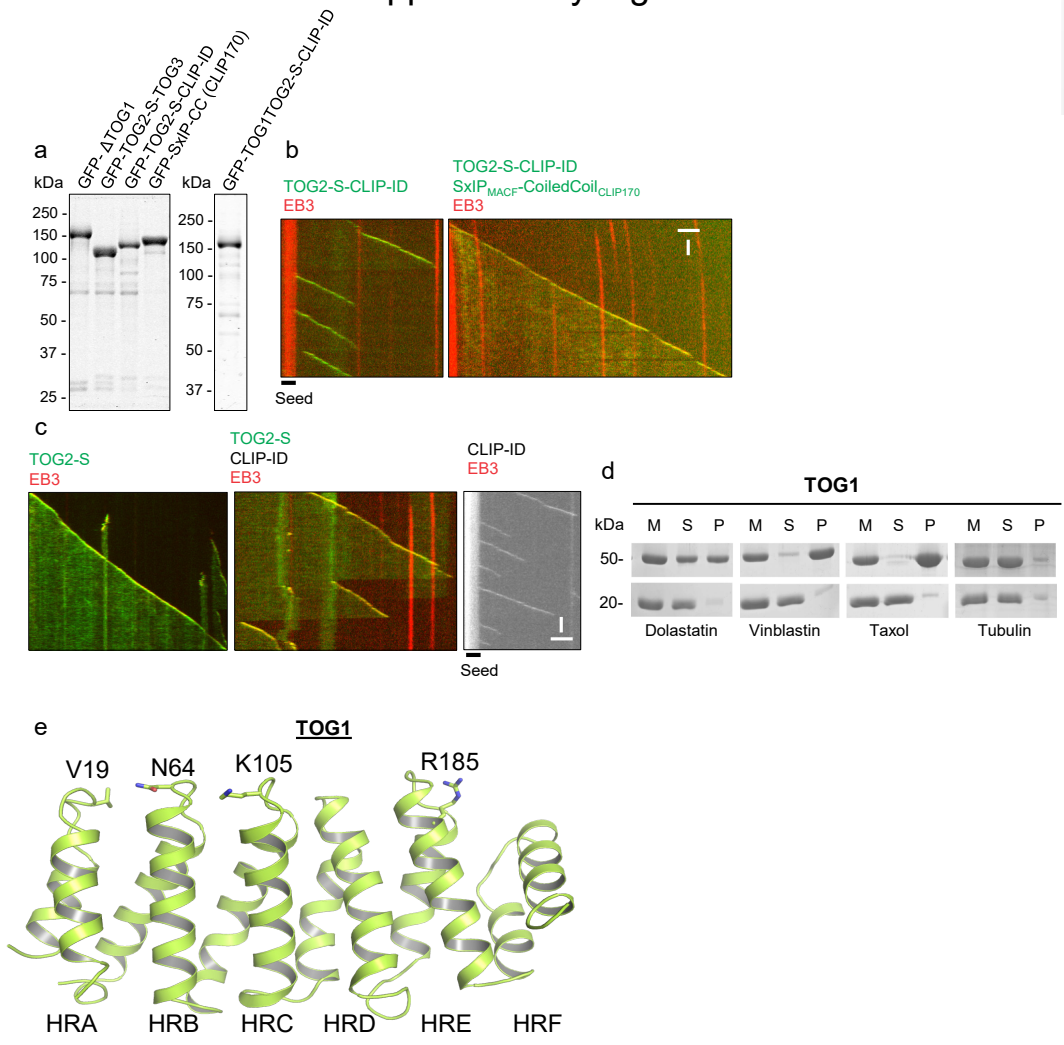 a
GFP- ΔTOG1
GFP-TOG2-S-TOG3
GFP-TOG2-S-CLIP-ID
GFP-SxIP-CC (CLIP170)
kDa
250 -
150 -
100 -
75 -
50 -
37 -
25 -
GFP-TOG1TOG2-S-CLIP-ID
kDa
250 -
150 -
100 -
75 -
50 -
37 -
b
TOG2-S-CLIP-ID
EB3
TOG2-S-CLIP-ID
SxIPMACF-CoiledCoilCLIP170
EB3
Seed
c
TOG2-S
EB3
TOG2-S
CLIP-ID
EB3
CLIP-ID
EB3
Seed
d
TOG1
kDa M S P M S P M S P M S P
50-
20-
Dolastatin Vinblastin Taxol Tubulin
e
TOG1
V19 N64 K105 R185
HRA HRB HRC HRD HRE HRF